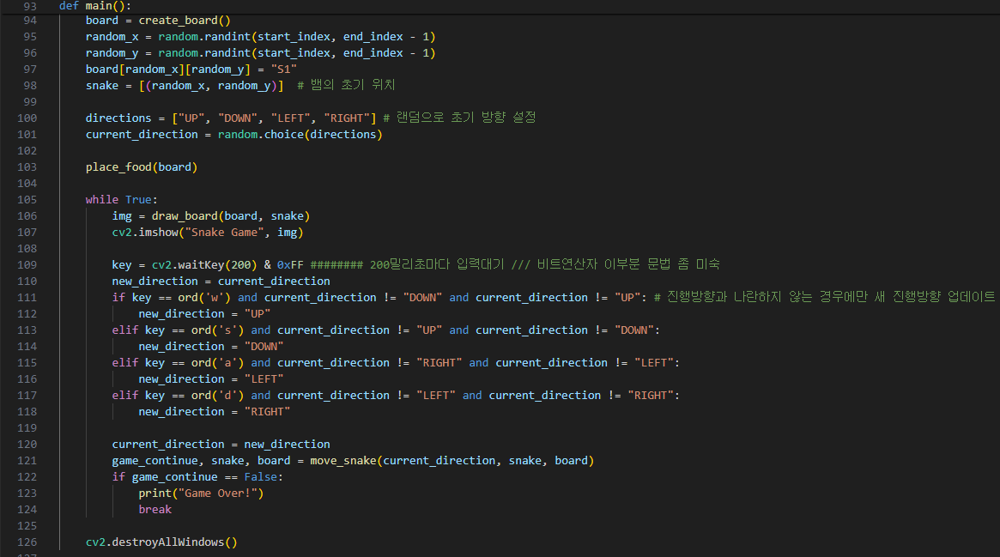 93 def main():
94 board = create_board()
95 random_x = random.randint(start_index, end_index - 1)
96 random_y = random.randint(start_index, end_index - 1)
97 board[random_x][random_y] = "S1"
98 snake = [(random_x, random_y)] # 뱀의 초기 위치
99
100 directions = ["UP", "DOWN", "LEFT", "RIGHT"] # 랜덤으로 초기 방향 설정
101 current_direction = random.choice(directions)
102
103 place_food(board)
104
105 while True:
106 img = draw_board(board, snake)
107 cv2.imshow("Snake Game", img)
108
109 key = cv2.waitKey(200) & 0xFF ######## 200밀리초마다 입력대기 /// 비트연산자 이부분 문법 좀 미숙
110 new_direction = current_direction
111 if key == ord('w') and current_direction != "DOWN" and current_direction != "UP": # 진행방향과 나란하지 않는 경우에만 새 진행방향 업데이트
112 new_direction = "UP"
113 elif key == ord('s') and current_direction != "UP" and current_direction != "DOWN":
114 new_direction = "DOWN"
115 elif key == ord('a') and current_direction != "RIGHT" and current_direction != "LEFT":
116 new_direction = "LEFT"
117 elif key == ord('d') and current_direction != "LEFT" and current_direction != "RIGHT":
118 new_direction = "RIGHT"
119
120 current_direction = new_direction
121 game_continue, snake, board = move_snake(current_direction, snake, board)
122 if game_continue == False:
123 print("Game Over!")
124 break
125
126 cv2.destroyAllWindows()